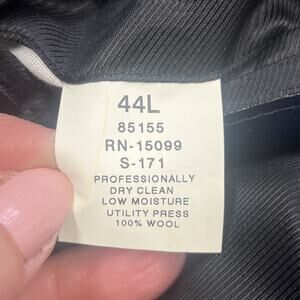 44L
85155
RN-15099
S-171
PROFESSIONALLY
DRY CLEAN
LOW MOISTURE
UTILITY PRESS
100% WOOL